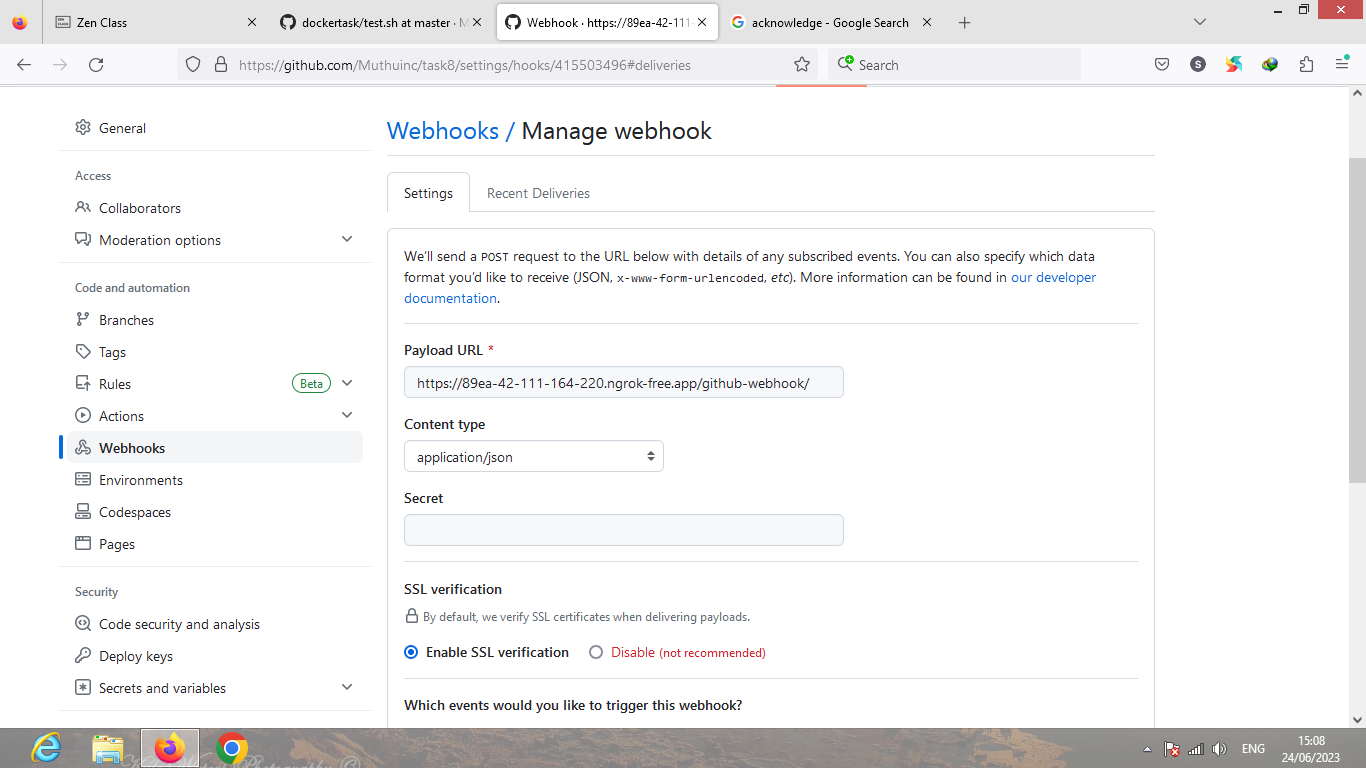 Zen Class
dockertask/test.sh at master · M
Webhook · https://89ea-42-111-
acknowledge - Google Search
https://github.com/Muthuinc/task8/settings/hooks/415503496#deliveries
Search
S
General
Access
Collaborators
Moderation options
Code and automation
Branches
Tags
Rules
Beta
Actions
Webhooks
Environments
Codespaces
Pages
Security
Code security and analysis
Deploy keys
Secrets and variables
Webhooks / Manage webhook
Settings
Recent Deliveries
We'll send a POST request to the URL below with details of any subscribed events. You can also specify which data
format you'd like to receive (JSON, x-www-form-urlencoded, etc). More information can be found in our developer
documentation.
Payload URL *
https://89ea-42-111-164-220.ngrok-free.app/github-webhook/
Content type
application/json
Secret
SSL verification
By default, we verify SSL certificates when delivering payloads.
Enable SSL verification
Disable (not recommended)
Which events would you like to trigger this webhook?
ENG
15:08
24/06/2023